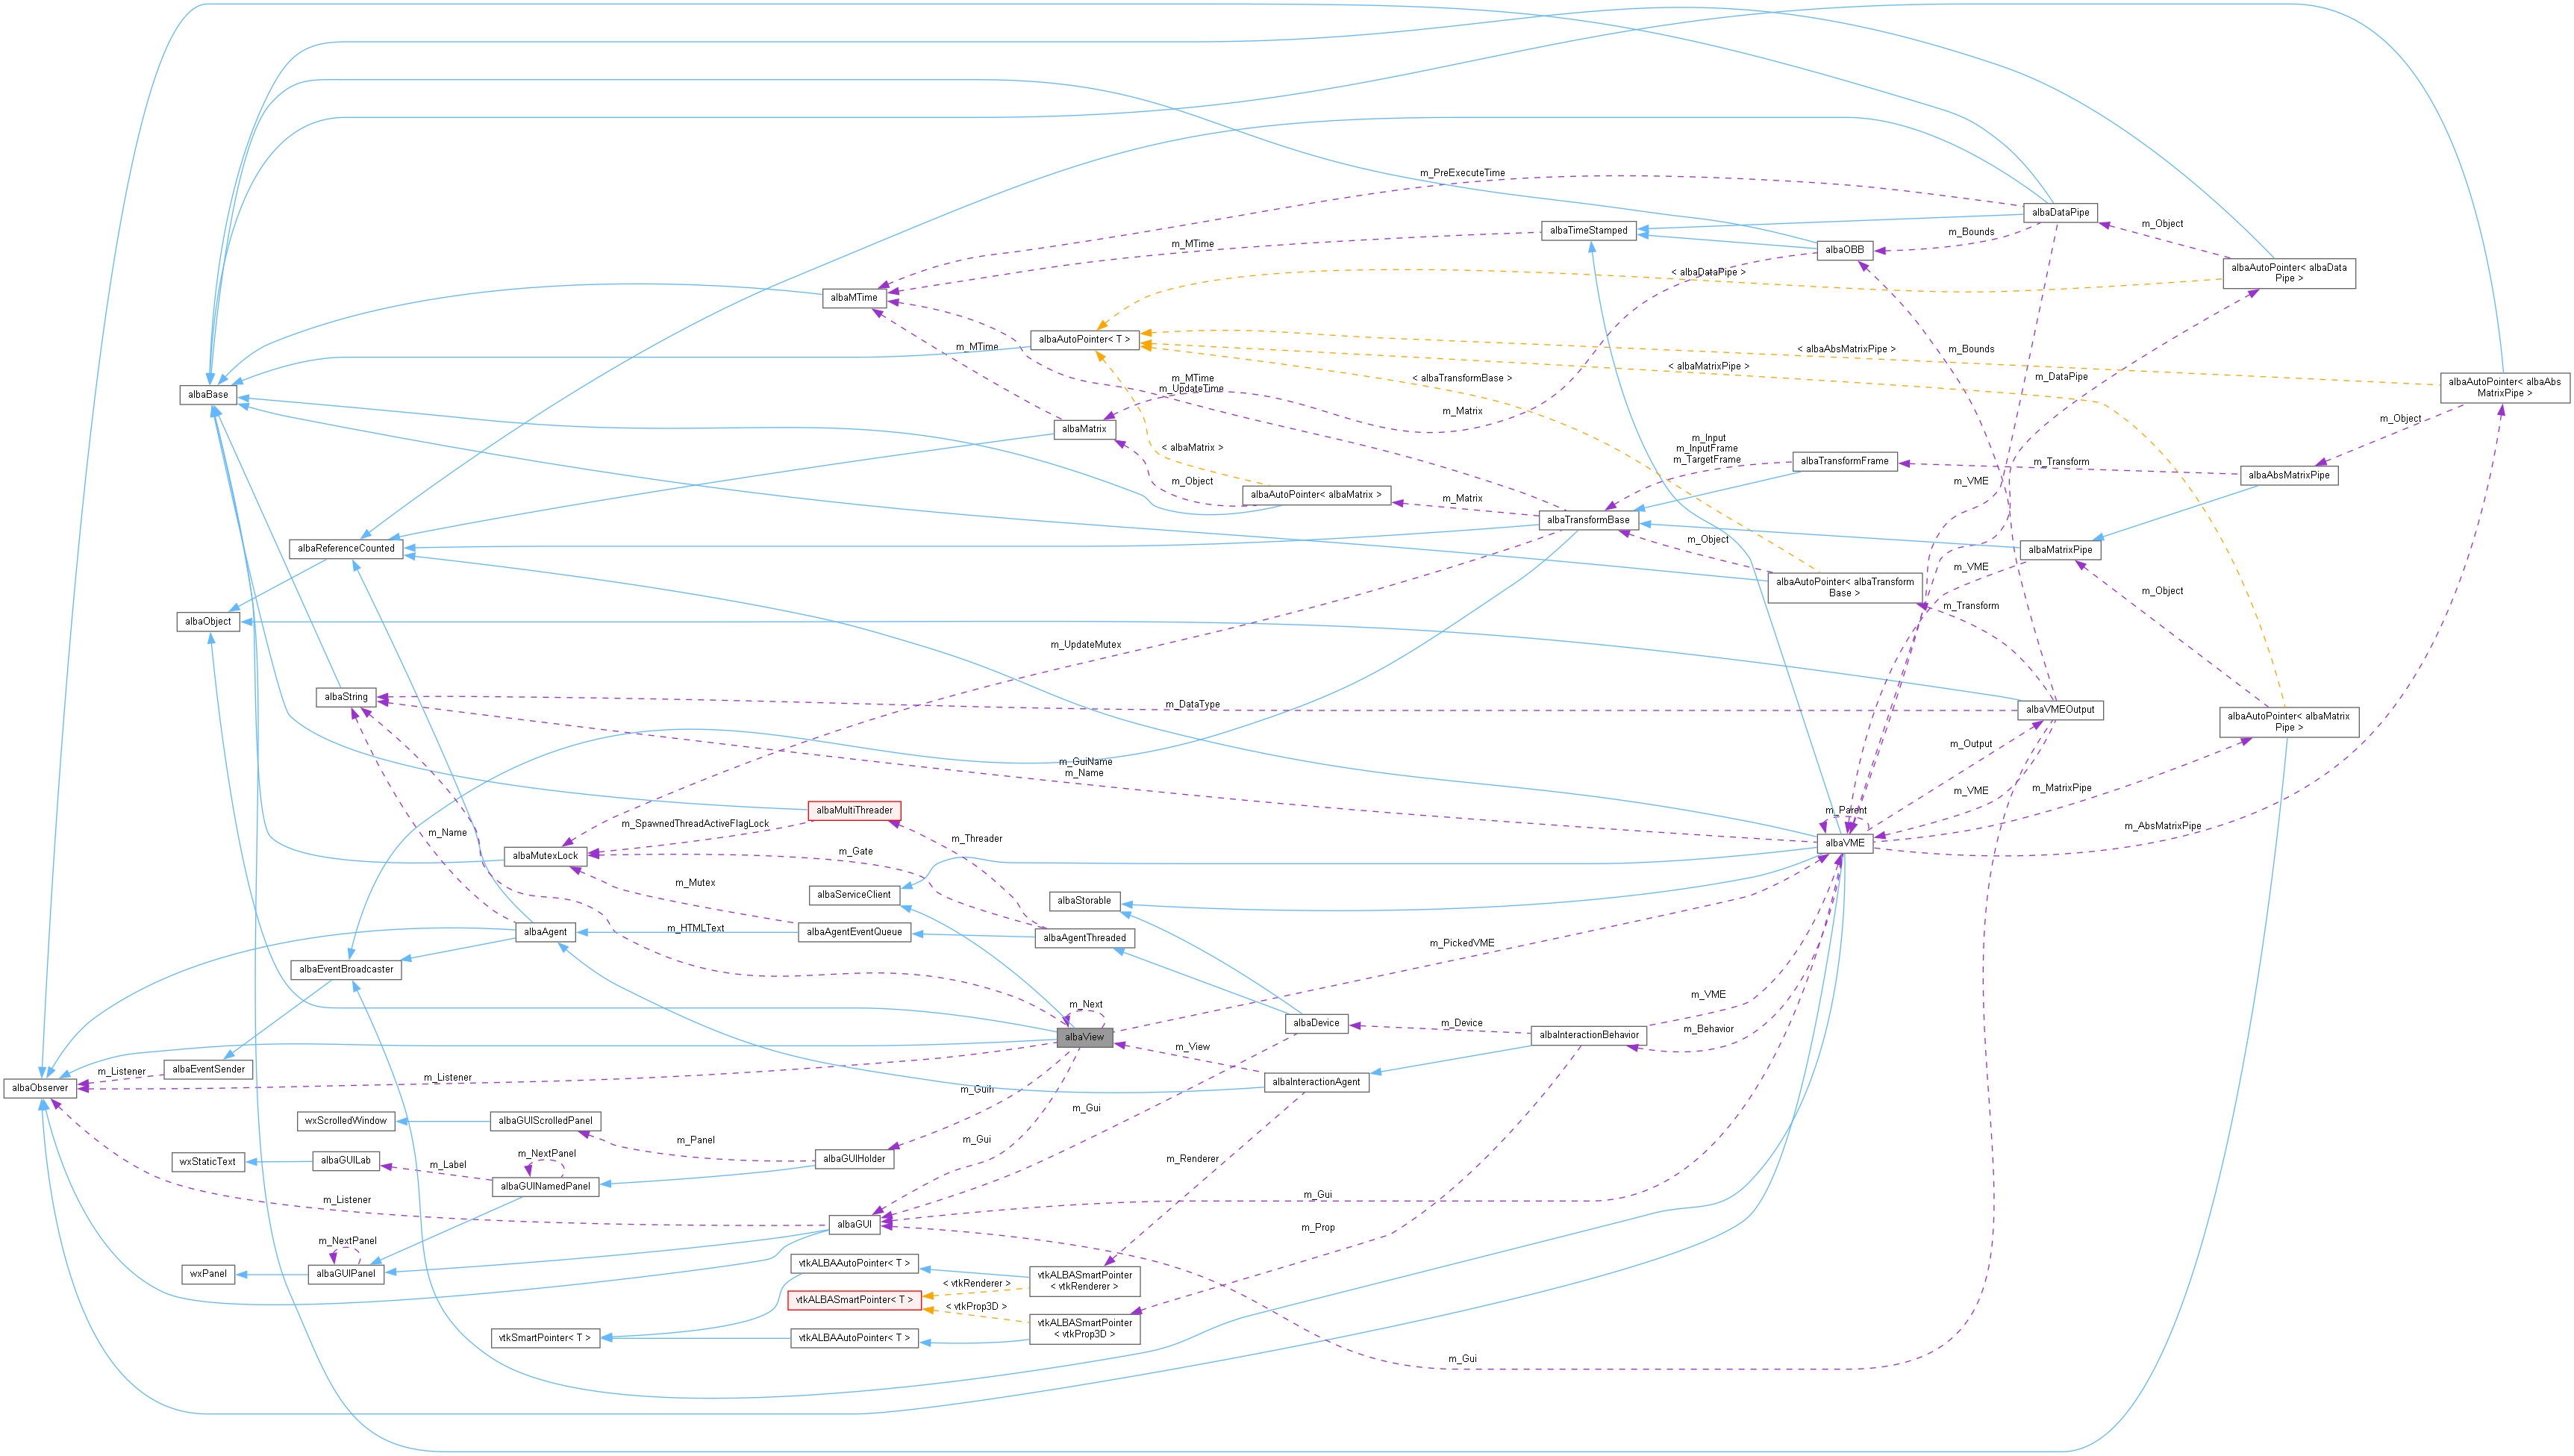 m_PreExecuteTime
albaDataPipe
m_Object
albaTimeStamped
m_Bounds
m_MTime
albaOBB
albaAutoPointer< albaData
Pipe >
< albaDataPipe >
albaMTime
albaAutoPointer< T >
m_MTime
m_Bounds
< albaAbsMatrixPipe >
< albaMatrixPipe >
m_MTime
m_UpdateTime
< albaTransformBase >
m_DataPipe
albaAutoPointer< albaAbs
MatrixPipe >
albaBase
m_Matrix
m_Object
albaMatrix
< albaMatrix >
m_Input
m_InputFrame
m_TargetFrame
albaTransformFrame
m_Transform
albaAbsMatrixPipe
m_Object
m_VME
albaAutoPointer< albaMatrix >
m_Matrix
albaTransformBase
albaReferenceCounted
m_Object
albaMatrixPipe
m_VME
albaAutoPointer< albaTransform
Base >
m_Object
m_Transform
albaObject
m_UpdateMutex
albaString
m_DataType
albaVMEOutput
albaAutoPointer< albaMatrix
Pipe >
m_Output
m_GuiName
m_Name
m_VME
m_MatrixPipe
albaMultiThreader
m_Parent
m_SpawnedThreadActiveFlagLock
m_Name
m_Threader
albaVME
m_AbsMatrixPipe
albaMutexLock
m_Gate
m_Mutex
albaServiceClient
albaStorable
albaAgent
m_HTMLText
albaAgentEventQueue
albaAgentThreaded
m_PickedVME
albaEventBroadcaster
m_VME
m_Next
albaDevice
m_Device
albaInteractionBehavior
m_Behavior
albaView
m_View
albaEventSender
m_Listener
albaObserver
m_Listener
albaInteractionAgent
m_Guih
m_Gui
wxScrolledWindow
albaGUIScrolledPanel
m_Panel
m_Gui
wxStaticText
albaGUILab
m_Label
m_NextPanel
albaGUIHolder
m_Renderer
albaGUINamedPanel
m_Listener
m_Gui
albaGUI
m_Prop
m_NextPanel
wxPanel
albaGUIPanel
vtkALBAAutoPointer< T >
vtkALBASmartPointer
< vtkRenderer >
< vtkRenderer >
vtkALBASmartPointer< T >
< vtkProp3D >
vtkALBASmartPointer
< vtkProp3D >
vtkSmartPointer< T >
vtkALBAAutoPointer< T >
m_Gui